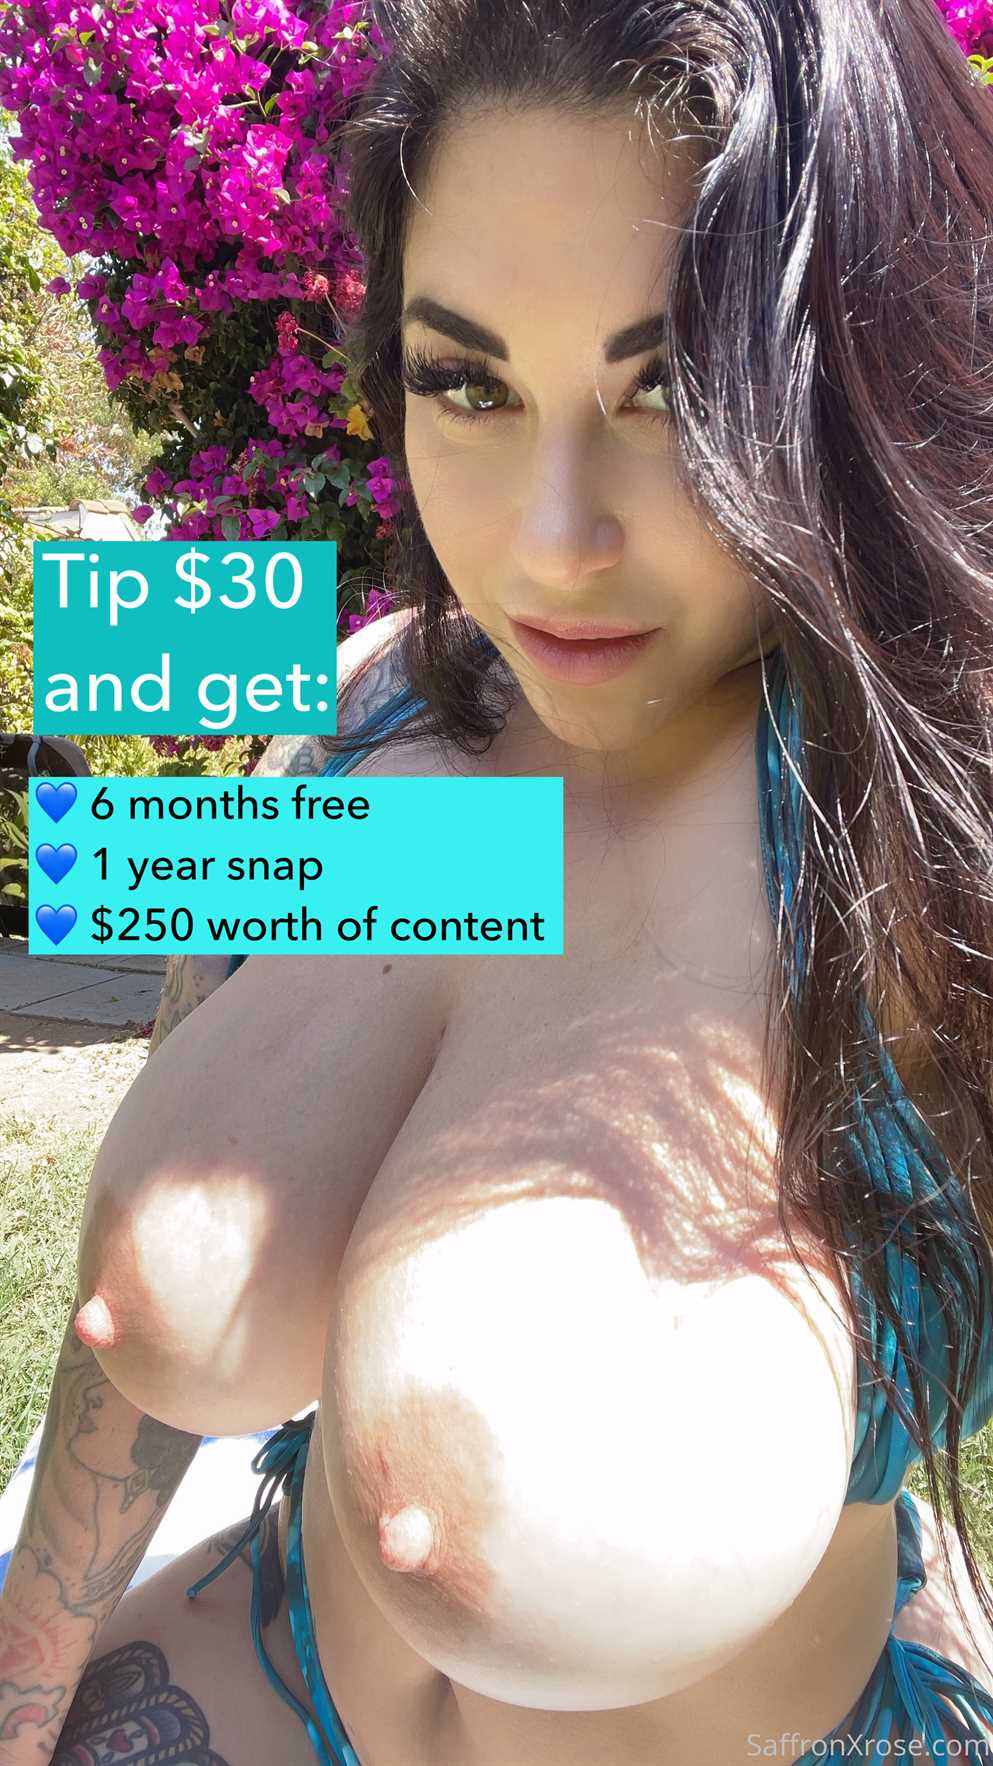 Tip $30
and get:
💙 6 months free
💙 1 year snap
💙 $250 worth of content
SaffronXrose.com